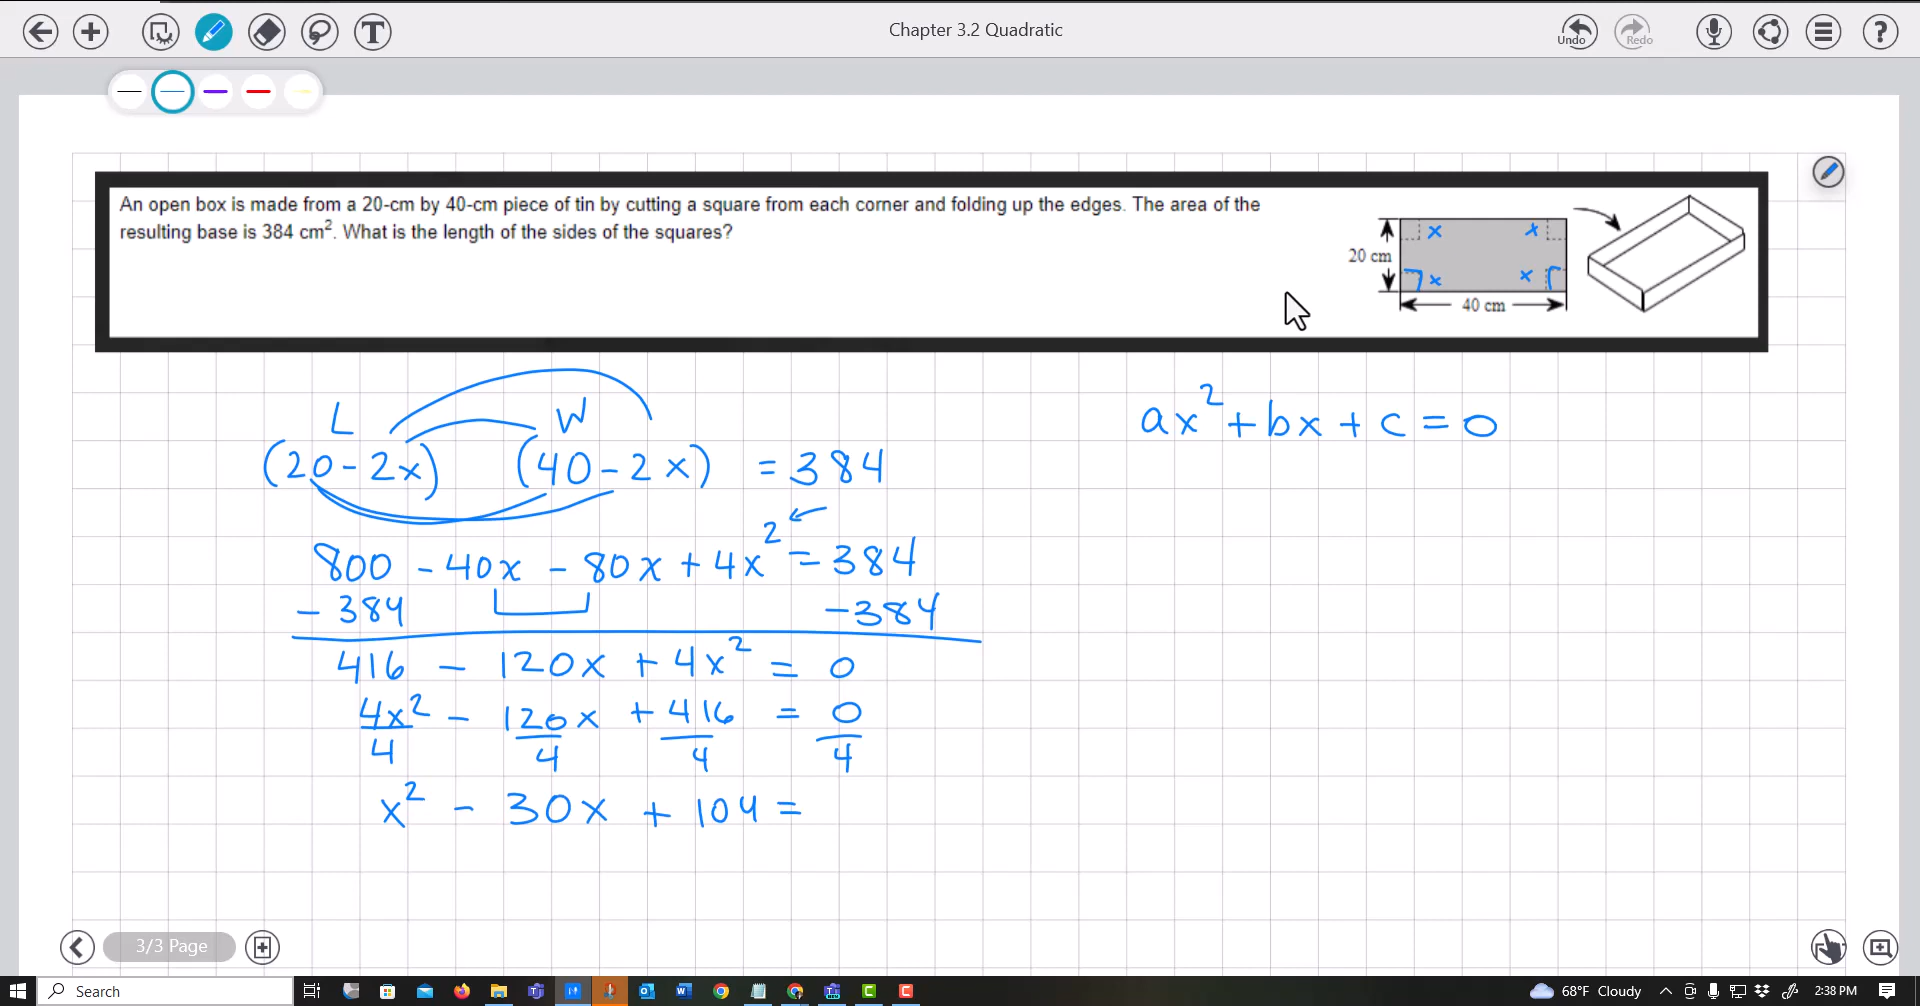 Chapter 3.2 Quadratic
Undo
Redo
An open box is made from a 20-cm by 40-cm piece of tin by cutting a square from each corner and folding up the edges. The area of the
resulting base is 384 cm². What is the length of the sides of the squares?
x x
20 cm
x x
40 cm
L W
(20-2x) (40-2x) = 384
800 - 40x - 80x + 4x² = 384
- 384 -384
416 - 120x + 4x² = 0
4x² - 120x + 416 = 0
4 4 4 4
x² - 30x + 104 =
ax² + bx + c = 0
3/3 Page
Search
68°F Cloudy
2:38 PM